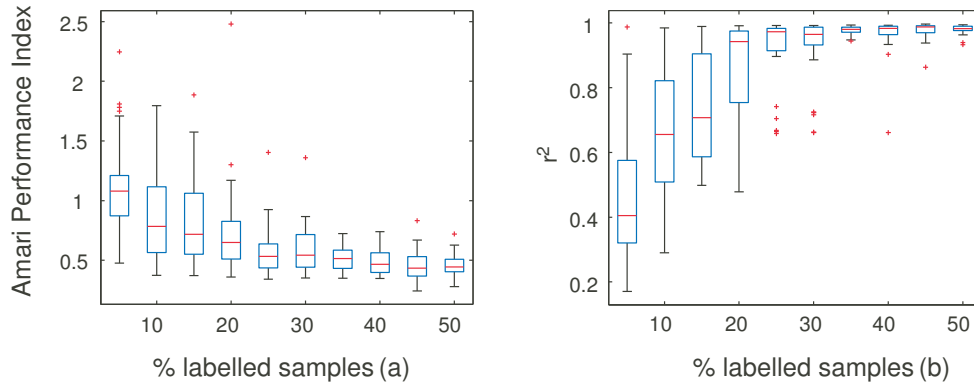 Amari Performance Index
2.5
2
1.5
1
0.5
10 20 30 40 50
% labelled samples (a)
r2
1
0.8
0.6
0.4
0.2
10 20 30 40 50
% labelled samples (b)